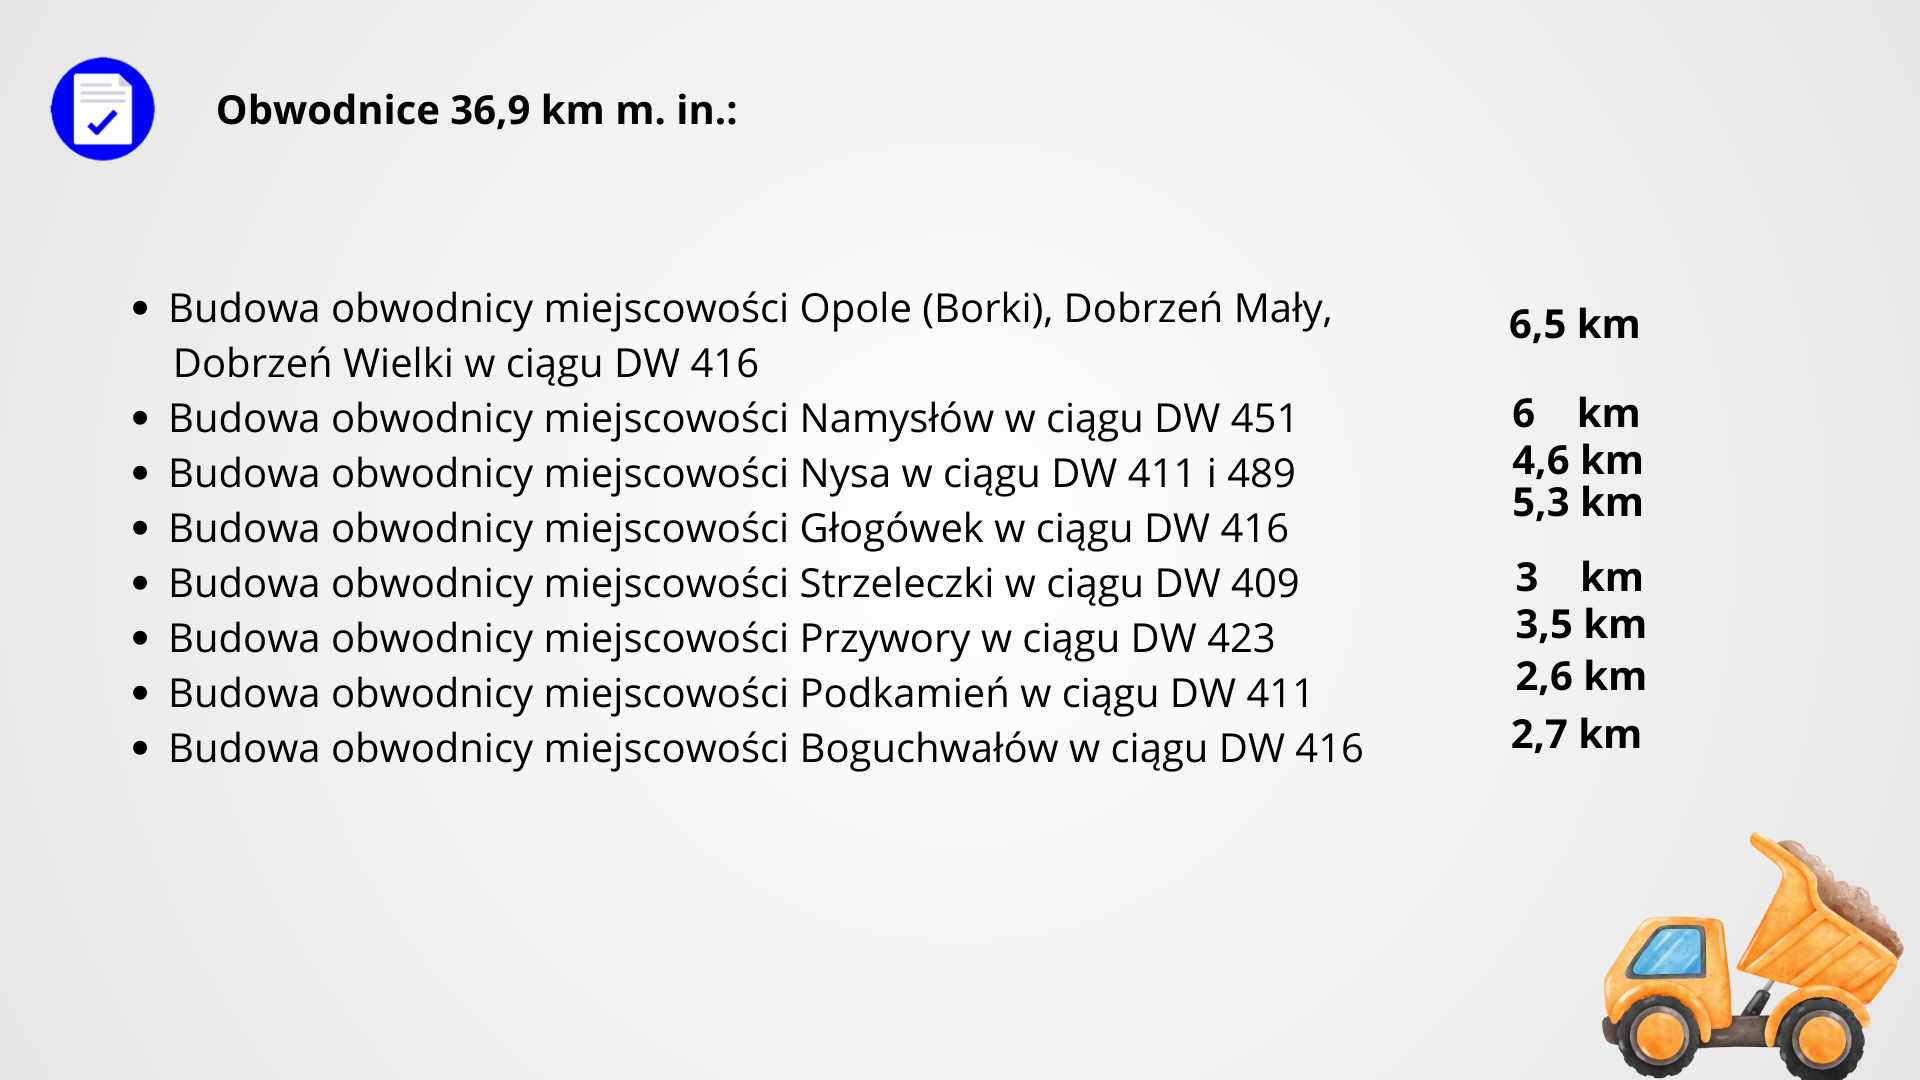 Obwodnice 36,9 km m. in.:
Budowa obwodnicy miejscowości Opole (Borki), Dobrzeń Mały,
Dobrzeń Wielki w ciągu DW 416
6,5 km
Budowa obwodnicy miejscowości Namysłów w ciągu DW 451
6 km
Budowa obwodnicy miejscowości Nysa w ciągu DW 411 i 489
4,6 km
Budowa obwodnicy miejscowości Głogówek w ciągu DW 416
5,3 km
Budowa obwodnicy miejscowości Strzeleczki w ciągu DW 409
3 km
Budowa obwodnicy miejscowości Przywory w ciągu DW 423
3,5 km
Budowa obwodnicy miejscowości Podkamień w ciągu DW 411
2,6 km
Budowa obwodnicy miejscowości Boguchwałów w ciągu DW 416
2,7 km